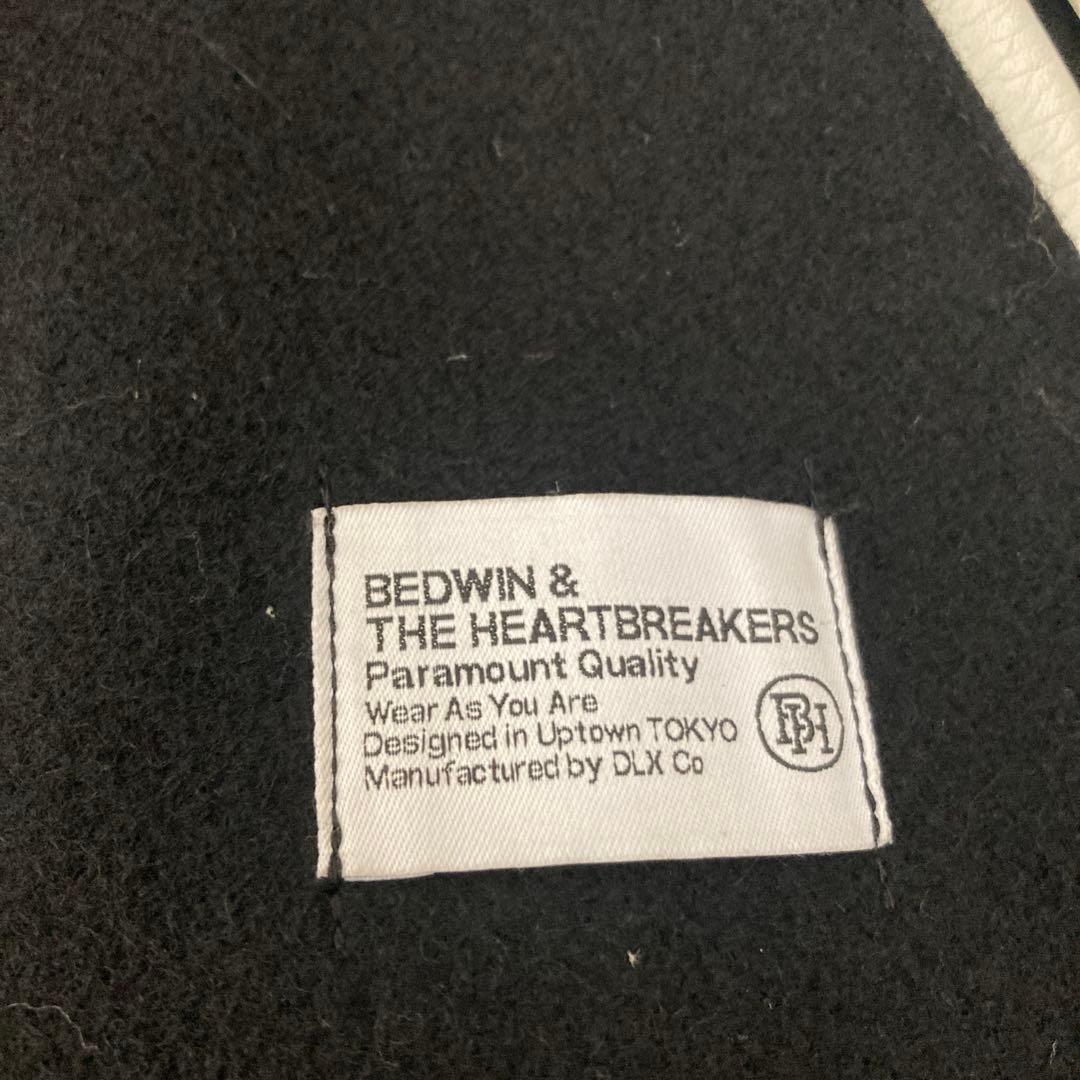 BEDWIN &
THE HEARTBREAKERS
Paramount Quality
Wear As You Are
Designed in Uptown TOKYO
Manufactured by DLX Co
BH